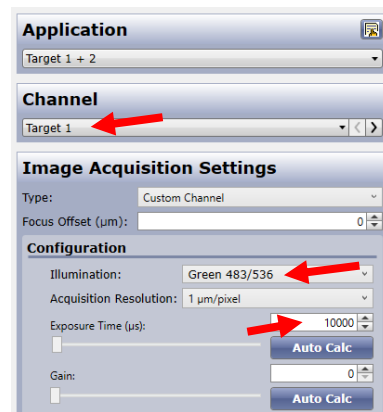 Application
Target 1 + 2
Channel
Target 1
Image Acquisition Settings
Type: Custom Channel
Focus Offset (µm): 0
Configuration
Illumination: Green 483/536
Acquisition Resolution: 1 µm/pixel
Exposure Time (µs): 10000
Auto Calc
Gain: 0
Auto Calc